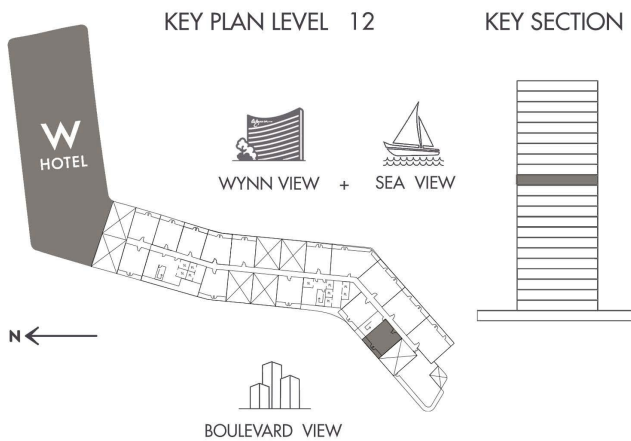 KEY PLAN LEVEL 12
KEY SECTION
W
HOTEL
WYNN VIEW + SEA VIEW
N
BOULEVARD VIEW